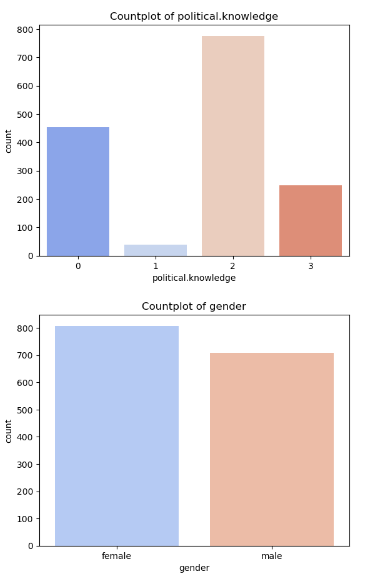 Countplot of political.knowledge
800
700
600
500
400
300
200
100
0
count
0 1 2 3
political.knowledge
Countplot of gender
800
700
600
500
400
300
200
100
0
count
female male
gender